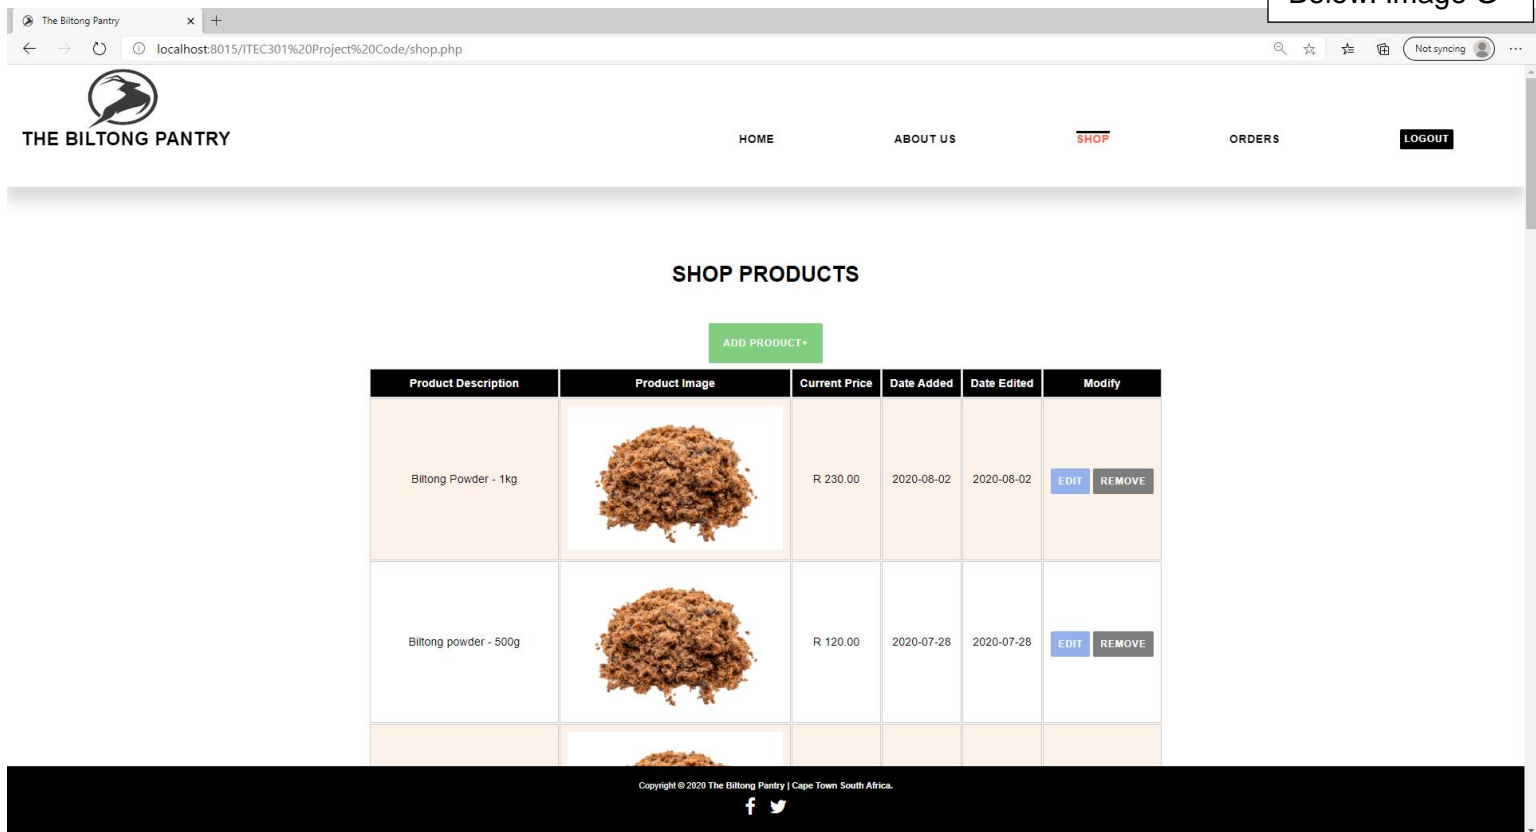 Below: Image
The Biltong Pantry
localhost:8015/ITEC301%20Project%20Code/shop.php
Not syncing
THE BILTONG PANTRY
HOME ABOUT US SHOP ORDERS LOGOUT
SHOP PRODUCTS
ADD PRODUCT+
Product Description Product Image Current Price Date Added Date Edited Modify
Biltong Powder - 1kg R 230.00 2020-08-02 2020-08-02 EDIT REMOVE
Biltong powder - 500g R 120.00 2020-07-28 2020-07-28 EDIT REMOVE
Copyright © 2020 The Biltong Pantry | Cape Town South Africa.